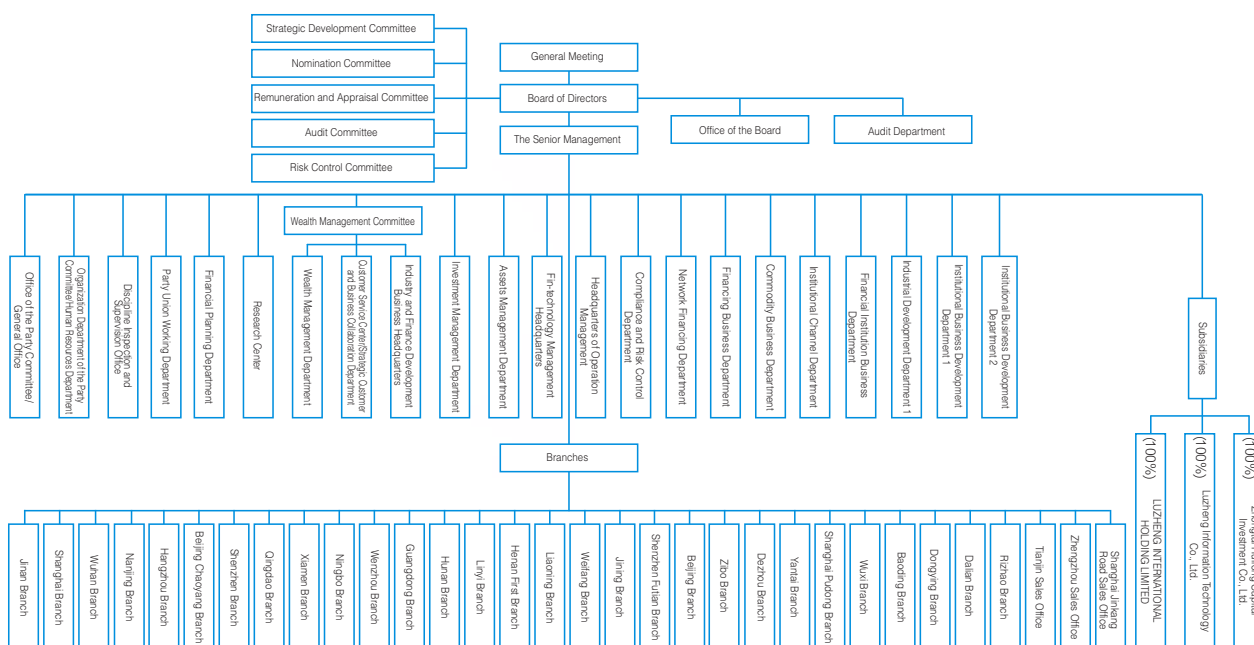 Strategic Development Committee
Nomination Committee
Remuneration and Appraisal Committee
Audit Committee
Risk Control Committee
General Meeting
Board of Directors
The Senior Management
Office of the Board
Audit Department
Wealth Management Committee
Office of the Party Committee/
General Office
Organization Department of the Party
Committee/Human Resources Department
Discipline Inspection and
Supervision Office
Party Union Working Department
Financial Planning Department
Research Center
Wealth Management Department
Customer Service Center/Strategic Customer
and Business Collaboration Department
Industry and Finance Development
Business Headquarters
Investment Management Department
Assets Management Department
Fin-technology Management
Headquarters
Headquarters of Operation
Management
Compliance and Risk Control
Department
Network Financing Department
Financing Business Department
Commodity Business Department
Institutional Channel Department
Financial Institution Business
Department
Industrial Development Department 1
Institutional Business Development
Department 1
Institutional Business Development
Department 2
Subsidiaries
(100%) LUZHENG INTERNATIONAL
HOLDING LIMITED
(100%) Luzheng Information Technology
Co., Ltd.
(100%)
Investment Co., Ltd.
Branches
Jinan Branch
Shanghai Branch
Wuhan Branch
Nanjing Branch
Hangzhou Branch
Beijing Chaoyang Branch
Shenzhen Branch
Qingdao Branch
Xiamen Branch
Ningbo Branch
Wenzhou Branch
Guangdong Branch
Hunan Branch
Linyi Branch
Henan First Branch
Liaoning Branch
Weifang Branch
Jining Branch
Shenzhen Futian Branch
Beijing Branch
Zibo Branch
Dezhou Branch
Yantai Branch
Shanghai Pudong Branch
Wuxi Branch
Baoding Branch
Dongying Branch
Dalian Branch
Rizhao Branch
Tianjin Sales Office
Zhengzhou Sales Office
Shanghai Jinkang
Road Sales Office